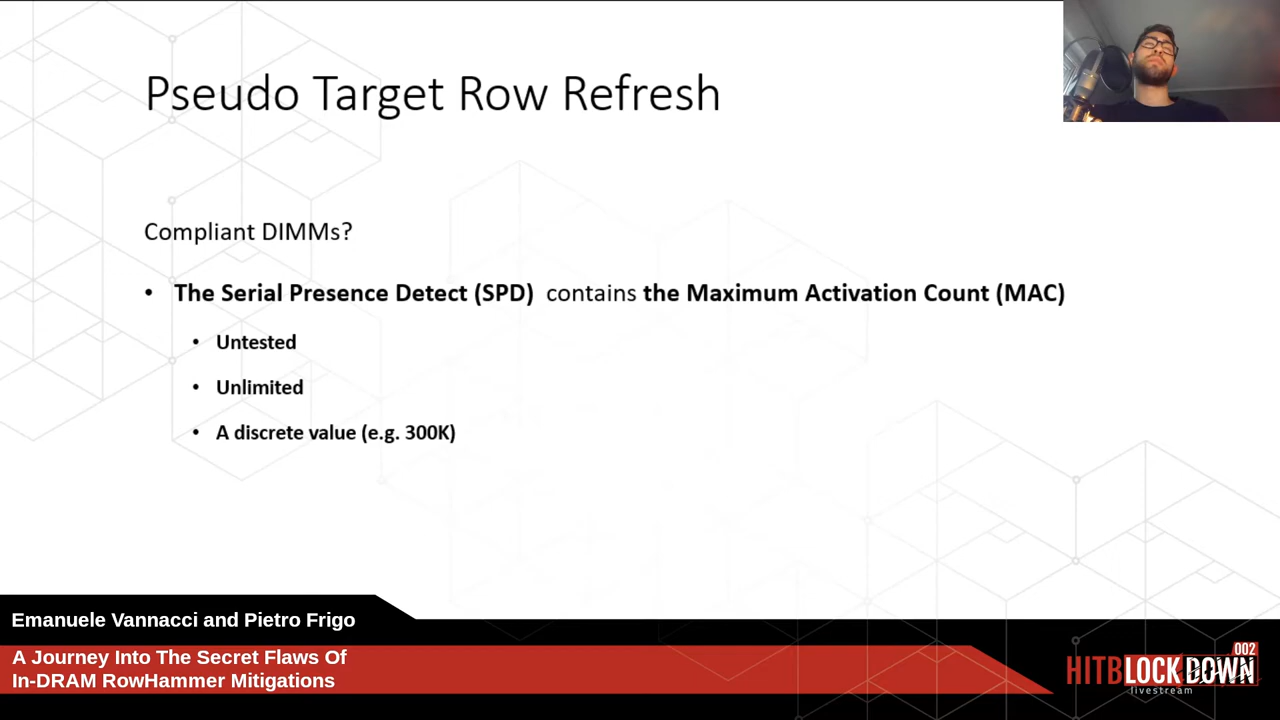 Pseudo Target Row Refresh
Compliant DIMMs?
• The Serial Presence Detect (SPD) contains the Maximum Activation Count (MAC)
• Untested
• Unlimited
• A discrete value (e.g. 300K)
Emanuele Vannacci and Pietro Frigo
A Journey Into The Secret Flaws Of
In-DRAM RowHammer Mitigations
002
HITBLOCKDOWN
livestream